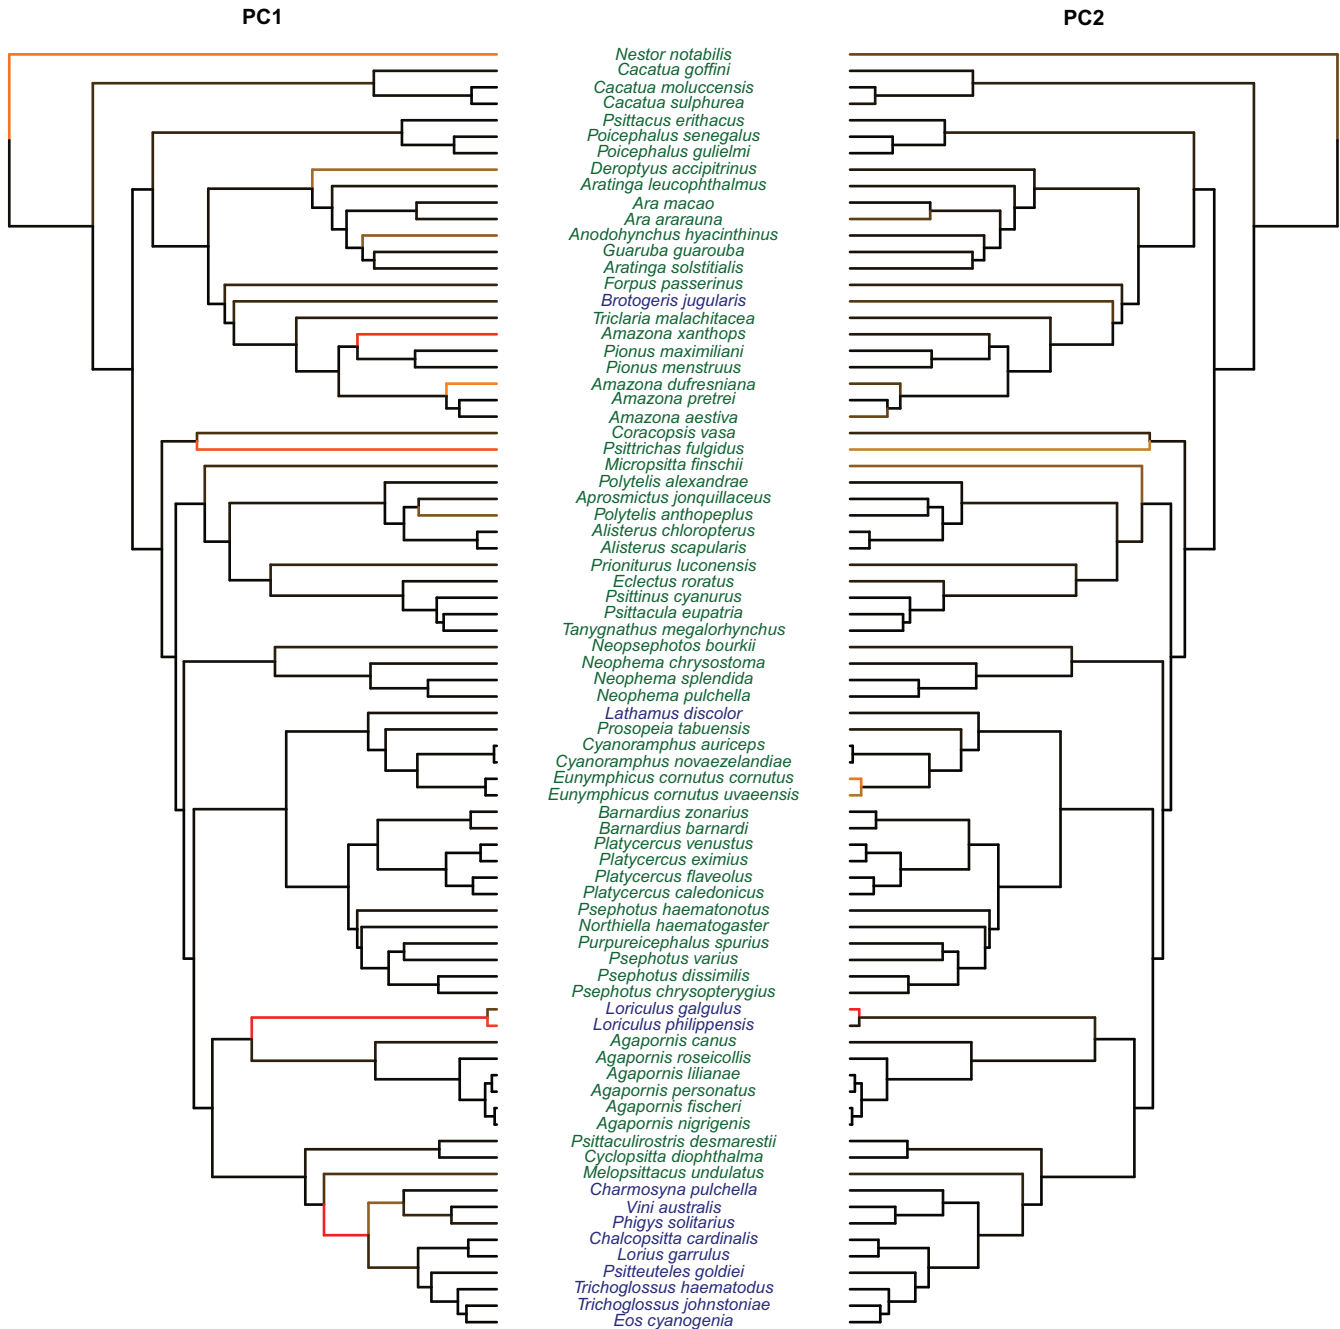 PC1 PC2
Nestor notabilis
Cacatua goffini
Cacatua moluccensis
Cacatua sulphurea
Psittacus erithacus
Poicephalus senegalus
Poicephalus gulielmi
Deroptyus accipitrinus
Aratinga leucophthalmus
Ara macao
Ara ararauna
Anodohynchus hyacinthinus
Guaruba guarouba
Aratinga solstitialis
Forpus passerinus
Brotogeris jugularis
Triclaria malachitacea
Amazona xanthops
Pionus maximiliani
Pionus menstruus
Amazona dufresniana
Amazona pretrei
Amazona aestiva
Coracopsis vasa
Psittrichas fulgidus
Micropsitta finschii
Polytelis alexandrae
Aprosmictus jonquillaceus
Polytelis anthopeplus
Alisterus chloropterus
Alisterus scapularis
Prioniturus luconensis
Eclectus roratus
Psittinus cyanurus
Psittacula eupatria
Tanygnathus megalorhynchus
Neopsephotos bourkii
Neophema chrysostoma
Neophema splendida
Neophema pulchella
Lathamus discolor
Prosopeia tabuensis
Cyanoramphus auriceps
Cyanoramphus novaezelandiae
Eunymphicus cornutus cornutus
Eunymphicus cornutus uvaeensis
Barnardius zonarius
Barnardius barnardi
Platycercus venustus
Platycercus eximius
Platycercus flaveolus
Platycercus caledonicus
Psephotus haematonotus
Northiella haematogaster
Purpureicephalus spurius
Psephotus varius
Psephotus dissimilis
Psephotus chrysopterygius
Loriculus galgulus
Loriculus philippensis
Agapornis canus
Agapornis roseicollis
Agapornis lilianae
Agapornis personatus
Agapornis fischeri
Agapornis nigrigenis
Psittaculirostris desmarestii
Cyclopsitta diophthalma
Melopsittacus undulatus
Charmosyna pulchella
Vini australis
Phigys solitarius
Chalcopsitta cardinalis
Lorius garrulus
Psitteuteles goldiei
Trichoglossus haematodus
Trichoglossus johnstoniae
Eos cyanogenia